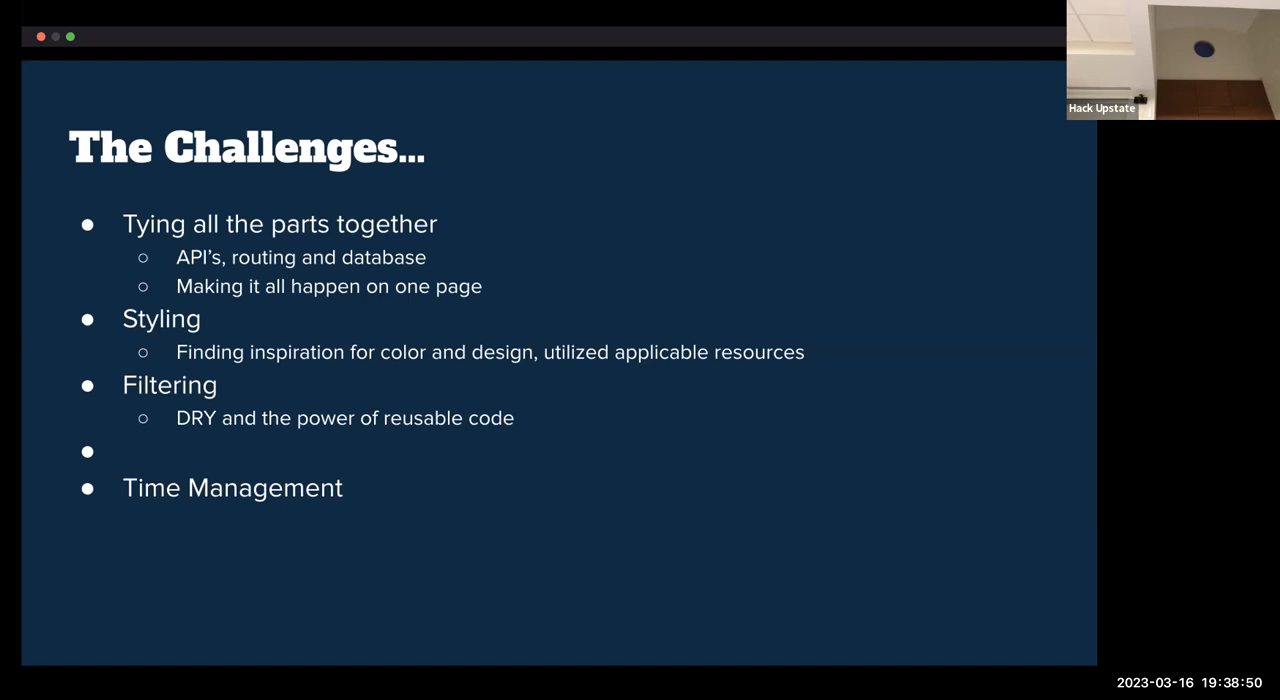 Hack Upstate
The Challenges...
● Tying all the parts together
○ API's, routing and database
○ Making it all happen on one page
● Styling
○ Finding inspiration for color and design, utilized applicable resources
● Filtering
○ DRY and the power of reusable code
●
● Time Management
2023-03-16 19:38:50